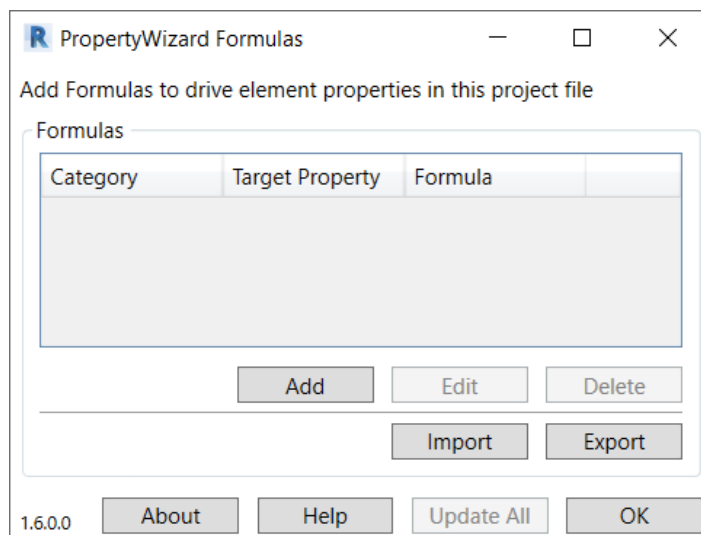 PropertyWizard Formulas
Add Formulas to drive element properties in this project file
Formulas
Category Target Property Formula
Add Edit Delete
Import Export
1.6.0.0 About Help Update All OK